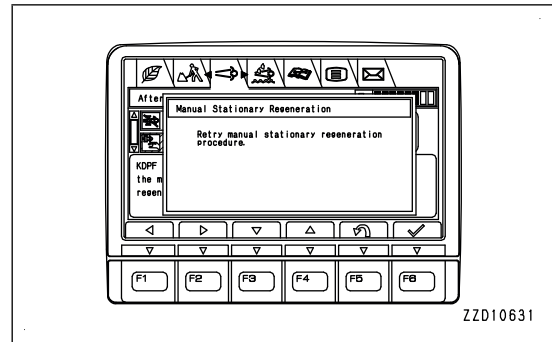 After
Manual Stationary Regeneration
Retry manual stationary regeneration
procedure.
KDPF
the m
regen
F1 F2 F3 F4 F5 F6
ZZD10631